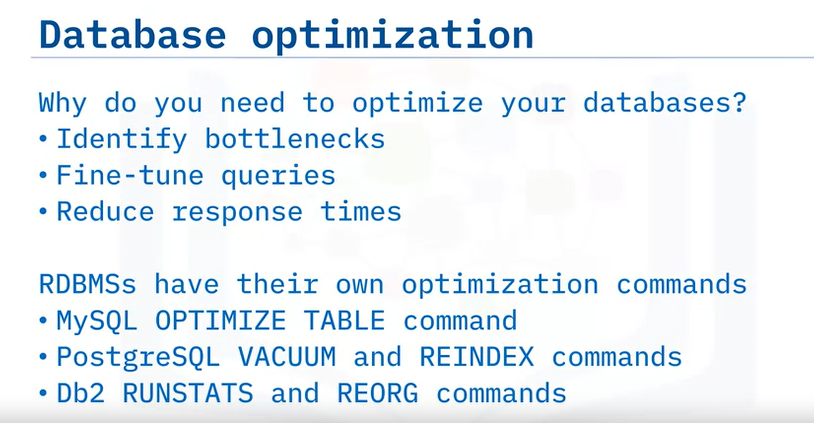 Database optimization
Why do you need to optimize your databases?
• Identify bottlenecks
• Fine-tune queries
• Reduce response times
RDBMSs have their own optimization commands
• MySQL OPTIMIZE TABLE command
• PostgreSQL VACUUM and REINDEX commands
• Db2 RUNSTATS and REORG commands